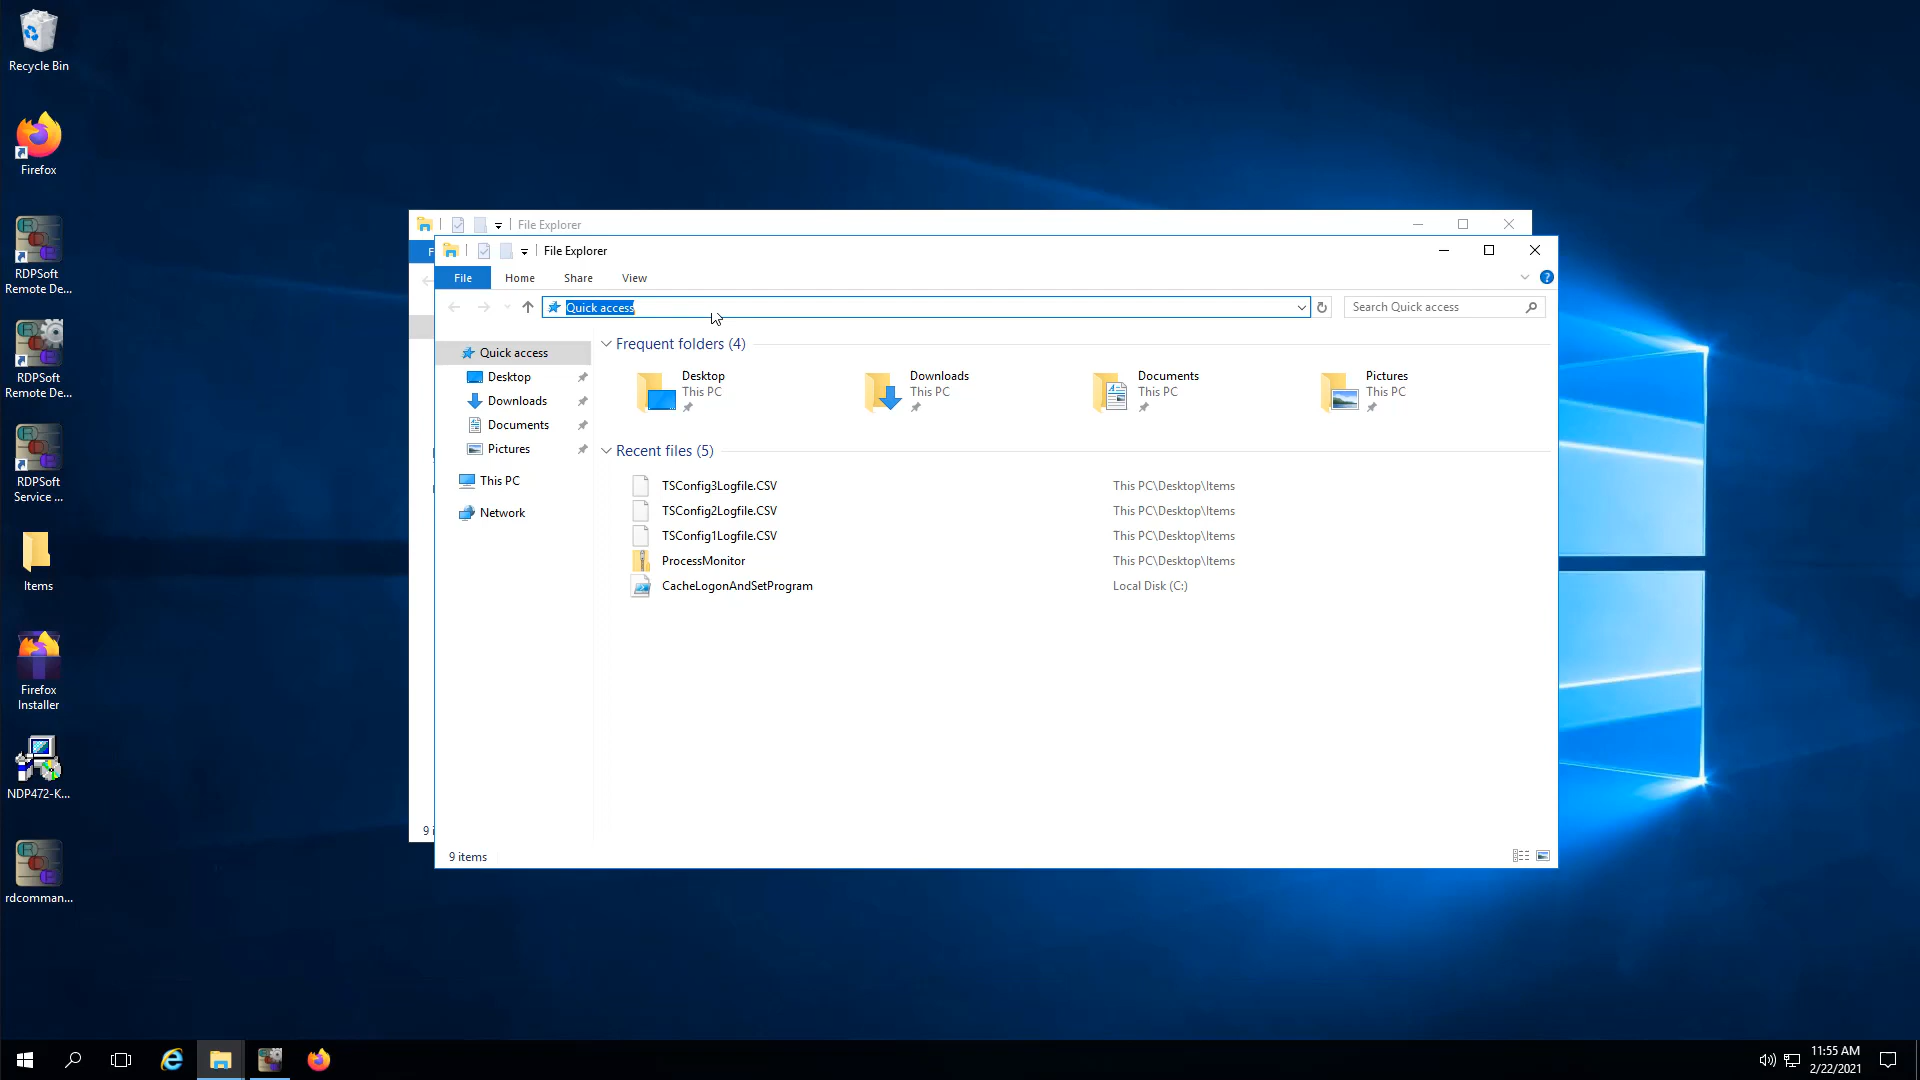 Recycle Bin
Firefox
RDPSoft
Remote De...
RDPSoft
Remote De...
RDPSoft
Service ...
Items
Firefox
Installer
NDP472-K...
rdcomman...
File Explorer
File Explorer
File
Home
Share
View
Quick access
Search Quick access
Quick access
Desktop
Downloads
Documents
Pictures
This PC
Network
Frequent folders (4)
Desktop
This PC
Downloads
This PC
Documents
This PC
Pictures
This PC
Recent files (5)
TSConfig3Logfile.CSV This PC\Desktop\Items
TSConfig2Logfile.CSV This PC\Desktop\Items
TSConfig1Logfile.CSV This PC\Desktop\Items
ProcessMonitor This PC\Desktop\Items
CacheLogonAndSetProgram Local Disk (C:)
9 i
9 items
11:55 AM
2/22/2021